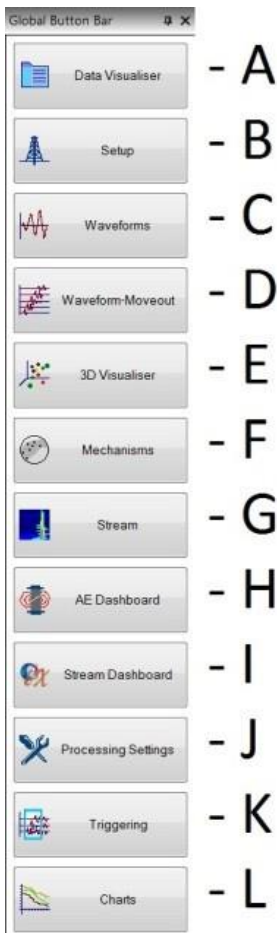 Global Button Bar
Data Visualiser - A
Setup - B
Waveforms - C
Waveform-Moveout - D
3D Visualiser - E
Mechanisms - F
Stream - G
AE Dashboard - H
Stream Dashboard - I
Processing Settings - J
Triggering - K
Charts - L